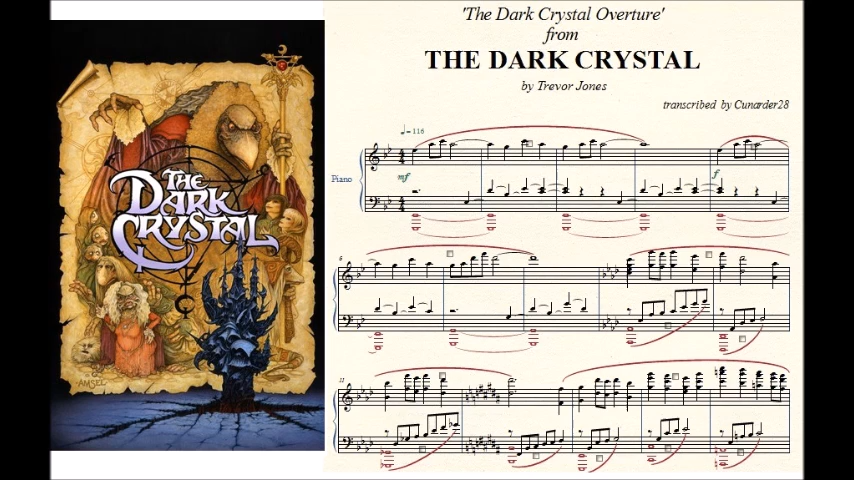 THE
DARK
CRYSTAL
AMSEL
'The Dark Crystal Overture'
from
THE DARK CRYSTAL
by Trevor Jones
transcribed by Cunarder28
♩=116
Piano
mf
f
6
11